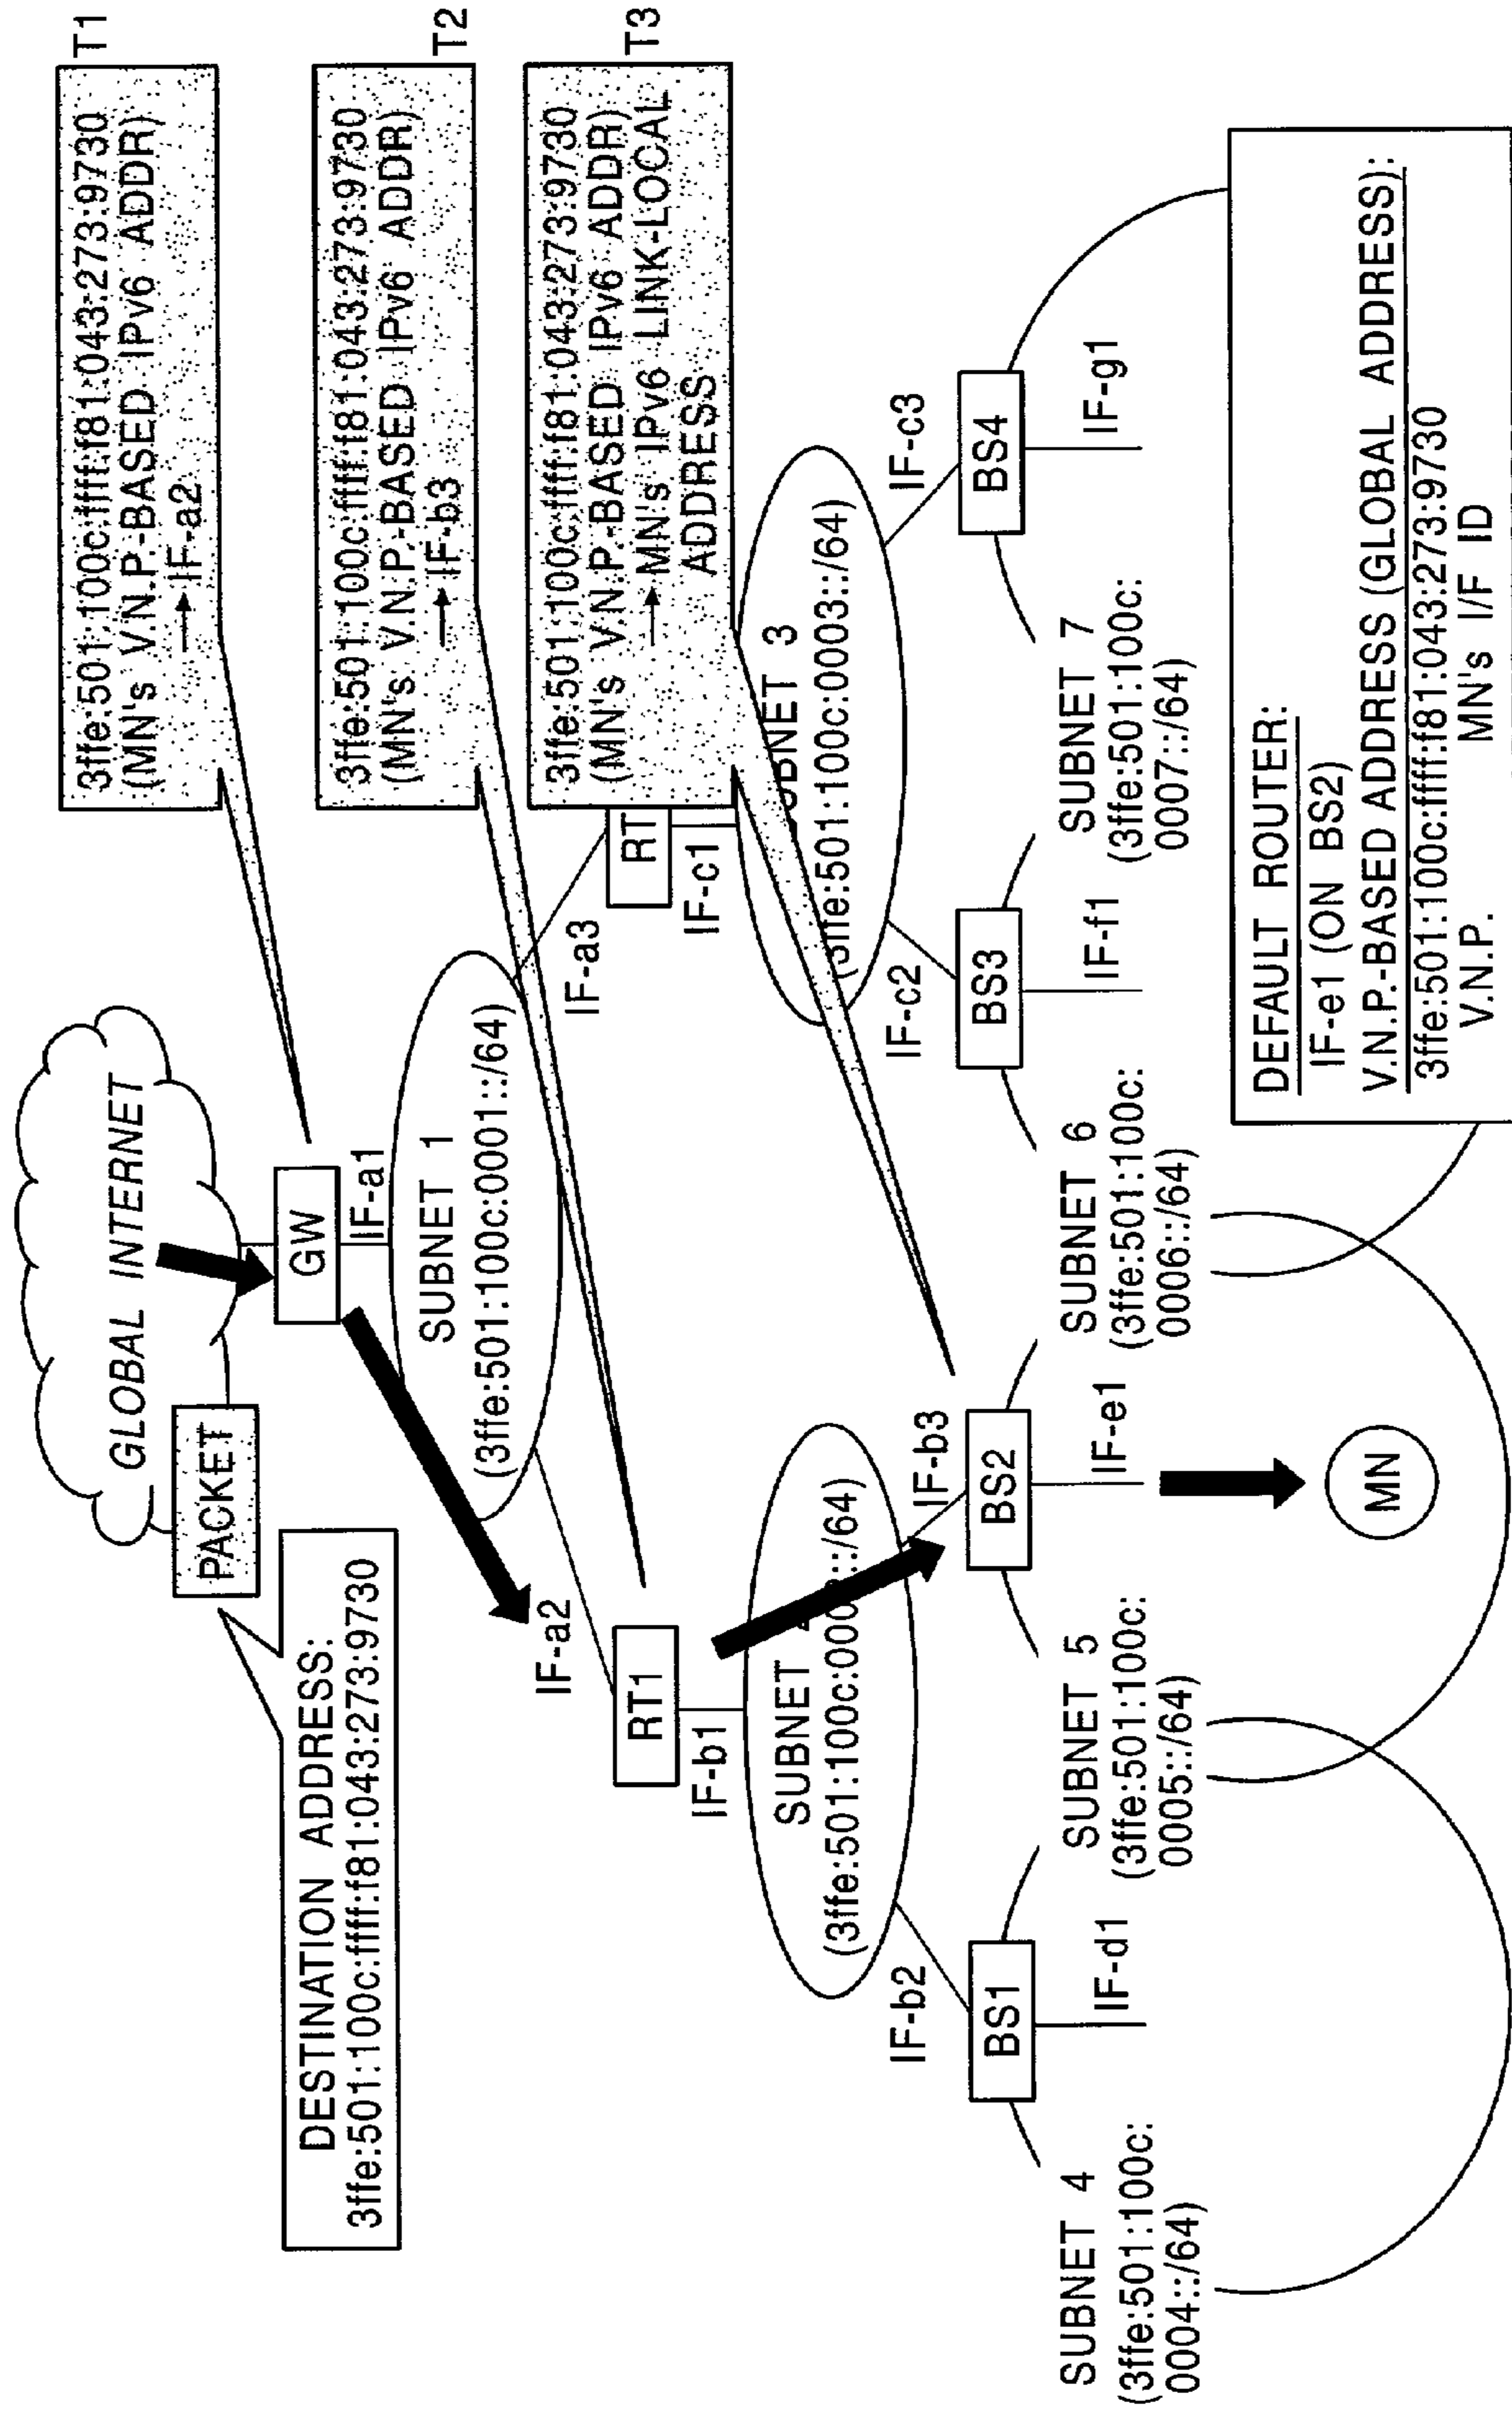 GLOBAL INTERNET
PACKET
DESTINATION ADDRESS:
3ffe:501:100c:ffff:f81:043:273:9730
3ffe:501:100c:ffff:f81:043:273:9730
(MN's V.N.P.-BASED IPv6 ADDR)
→IF-a2
T1
3ffe:501:100c:ffff:f81:043:273:9730
(MN's V.N.P.-BASED IPv6 ADDR)
→IF-b3
T2
3ffe:501:100c:ffff:f81:043:273:9730
(MN's V.N.P.-BASED IPv6 ADDR)
→MN's IPv6 LINK-LOCAL
ADDRESS
T3
GW
IF-a1
SUBNET 1
(3ffe:501:100c:0001::/64)
IF-a2
IF-a3
RT1
RT
IF-b1
IF-c1
SUBNET
(3ffe:501:100c:000 ::/64)
UBNET 3
(3ffe:501:100c:0003::/64)
IF-b2
IF-b3
IF-c2
IF-c3
BS1
BS2
BS3
BS4
IF-d1
IF-e1
IF-f1
IF-g1
SUBNET 4
(3ffe:501:100c:
0004::/64)
SUBNET 5
(3ffe:501:100c:
0005::/64)
SUBNET 6
(3ffe:501:100c:
0006::/64)
SUBNET 7
(3ffe:501:100c:
0007::/64)
MN
DEFAULT ROUTER:
IF-e1 (ON BS2)
V.N.P.-BASED ADDRESS (GLOBAL ADDRESS):
3ffe:501:100c:ffff:f81:043:273:9730
V.N.P. MN's I/F ID